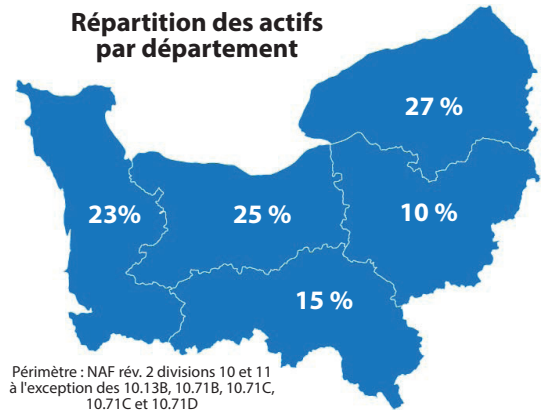 Répartition des actifs
par département
27 %
23%
25 %
10 %
15 %
Périmètre : NAF rév. 2 divisions 10 et 11
à l'exception des 10.13B, 10.71B, 10.71C,
10.71C et 10.71D